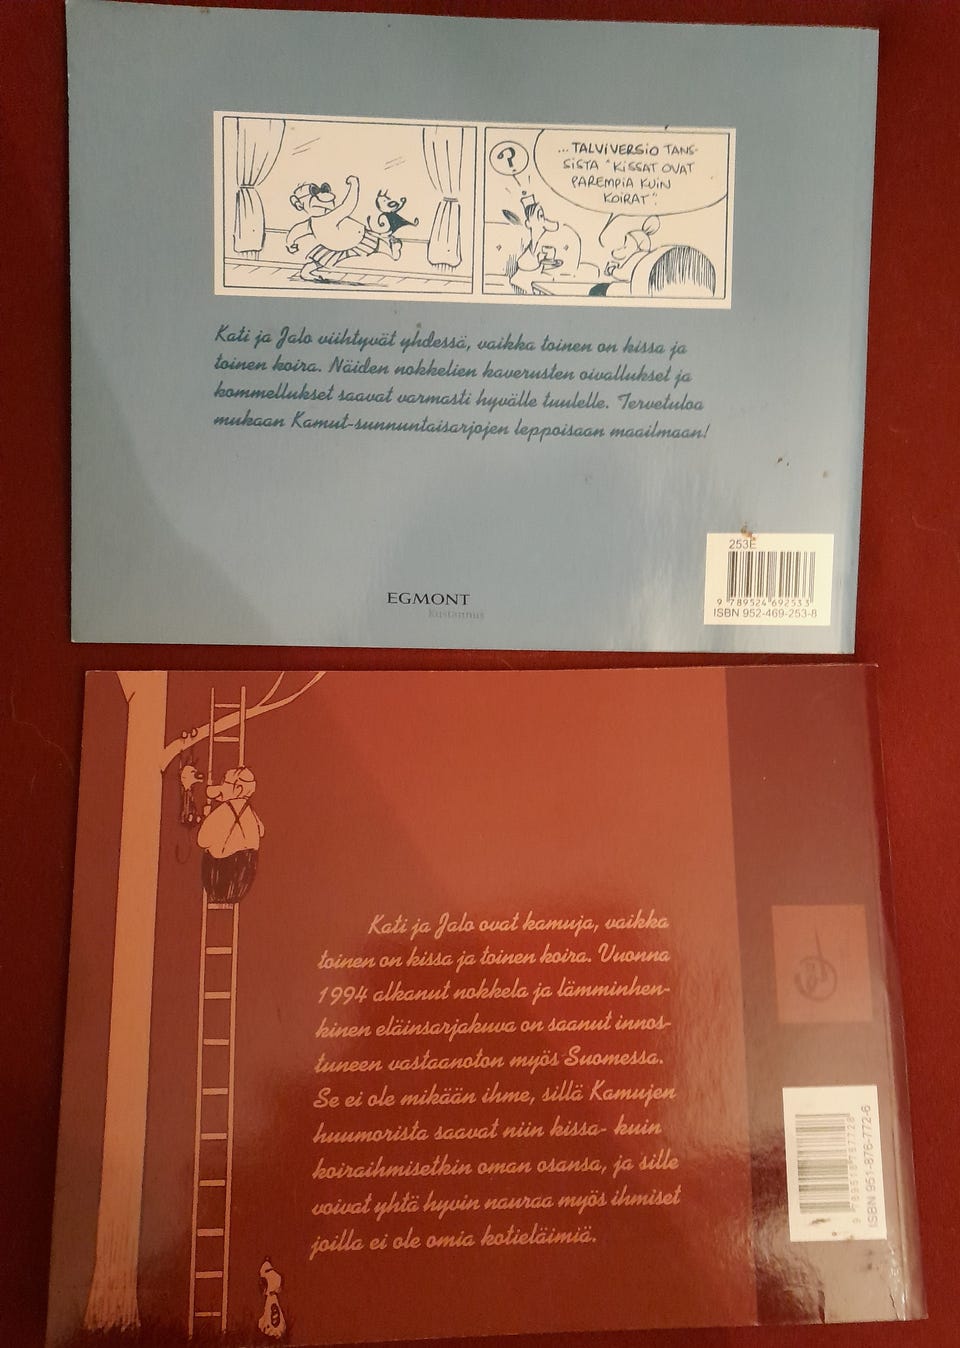 ?
... TALVIVERSIO TANS-
SISTA "KISSAT OVAT
PAREMPIA KUIN
KOIRAT".
Kati ja Jalo viihtyvät yhdessä, vaikka toinen on kissa ja
toinen koira. Näiden nokkelien kaverusten oivallukset ja
kommellukset saavat varmasti hyvälle tuulelle. Tervetuloa
mukaan Kamut-sunnuntaisarjojen leppoisaan maailmaan!
253E
9 789524 692533
ISBN 952-469-253-8
EGMONT
kustannus
Kati ja Jalo ovat kamuja, vaikka
toinen on kissa ja toinen koira. Vuonna
1994 alkanut nokkela ja lämminhen-
kinen eläinsarjakuva on saanut innos-
tuneen vastaanoton myös Suomessa.
Se ei ole mikään ihme, sillä Kamujen
huumorista saavat niin kissa- kuin
koiraihmisetkin oman osansa, ja sille
voivat yhtä hyvin nauraa myös ihmiset
joilla ei ole omia kotieläimiä.
9 789518 767728
ISBN 951-876-772-6